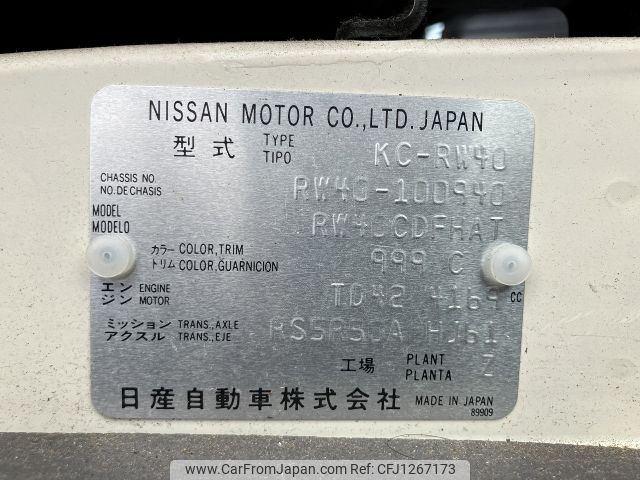 NISSAN MOTOR CO.,LTD. JAPAN
型式 TYPE TIPO KC-RW40
CHASSIS NO. NO. DE CHASIS RW40-100940
MODEL MODELO RW40CDFHAT
カラー COLOR,TRIM 999 C
トリム COLOR, GUARNICION
エンジン ENGINE MOTOR TD42 4169 cc
ミッション TRANS., AXLE RS5R50A HJ61
アクスル TRANS., EJE
工場 PLANT PLANTA Z
日産自動車株式会社 MADE IN JAPAN
89909
www.CarFromJapan.com © CarFromJapan.com CFJ1267173